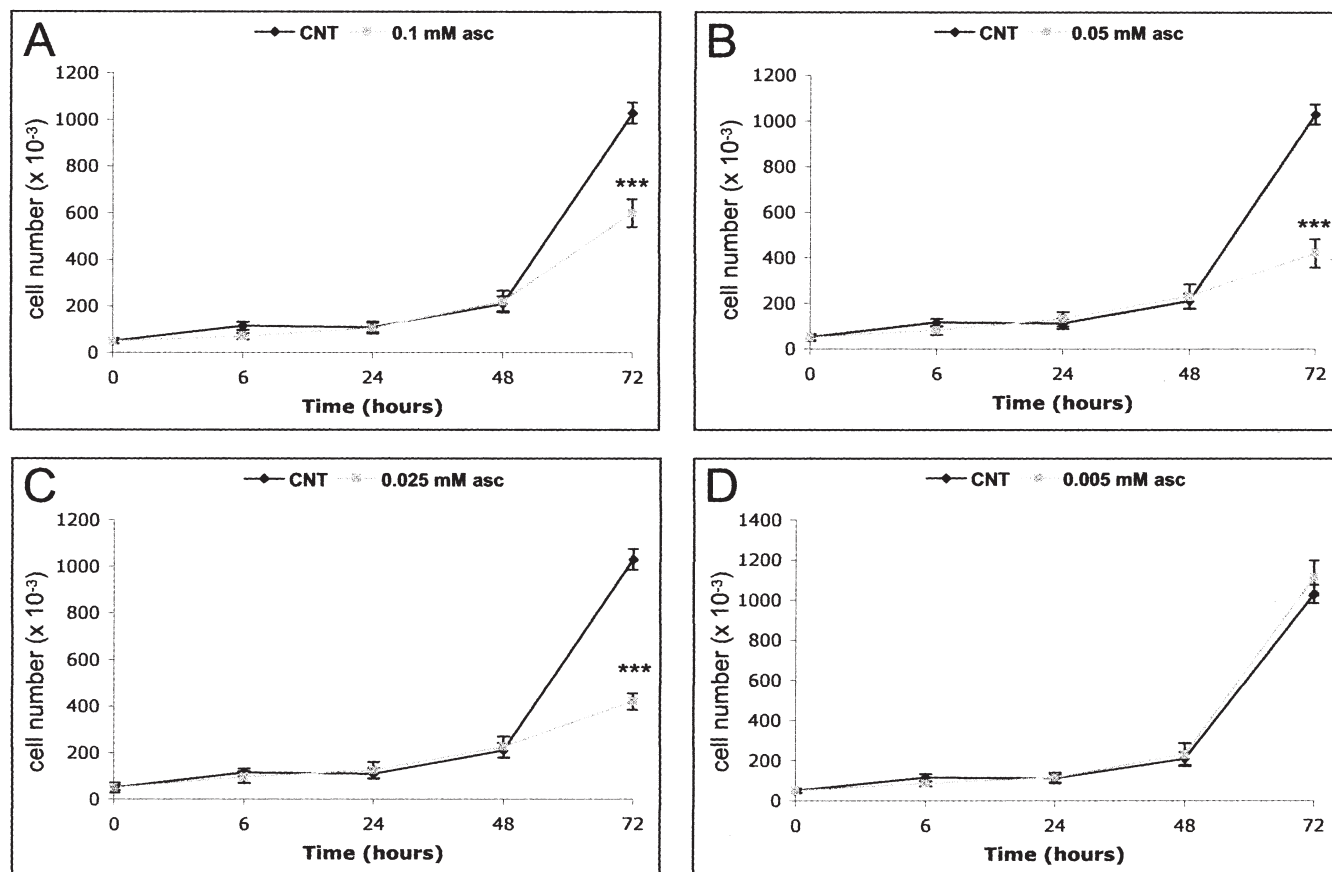 A
CNT 0.1 mM asc
1200
1000
800
600
400
200
0
***
0 6 24 48 72
Time (hours)
cell number (x 10-3)
B
CNT 0.05 mM asc
1200
1000
800
600
400
200
0
***
0 6 24 48 72
Time (hours)
cell number (x 10-3)
C
CNT 0.025 mM asc
1200
1000
800
600
400
200
0
***
0 6 24 48 72
Time (hours)
cell number (x 10-3)
D
CNT 0.005 mM asc
1400
1200
1000
800
600
400
200
0
0 6 24 48 72
Time (hours)
cell number (x 10-3)